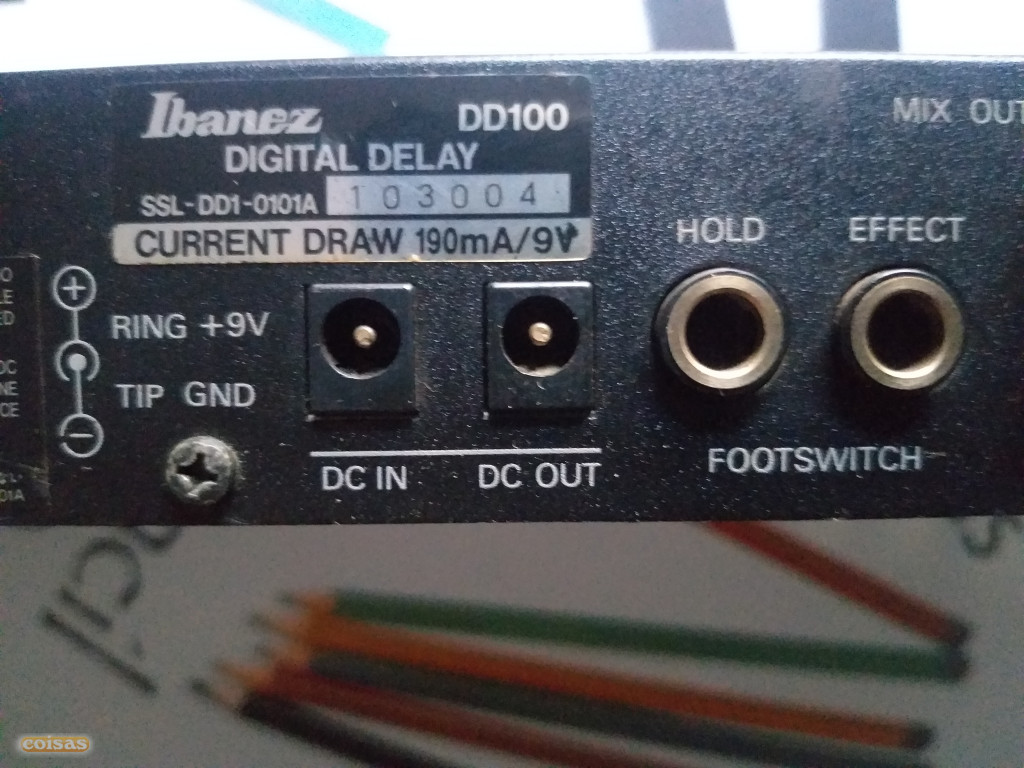 Ibanez DD100
DIGITAL DELAY
SSL-DD1-0101A 103004
CURRENT DRAW 190mA/9V
RING +9V
TIP GND
DC IN
DC OUT
HOLD
EFFECT
FOOTSWITCH
MIX OUT
coisas